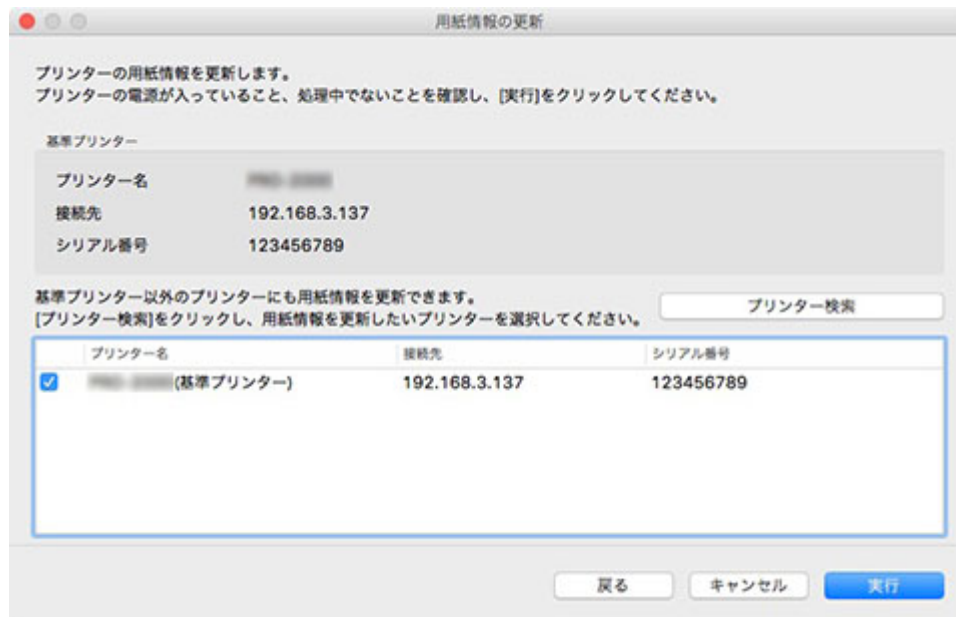 用紙情報の更新
プリンターの用紙情報を更新します。
プリンターの電源が入っていること、処理中でないことを確認し、[実行]をクリックしてください。
基準プリンター
プリンター名
接続先 192.168.3.137
シリアル番号 123456789
基準プリンター以外のプリンターにも用紙情報を更新できます。
[プリンター検索]をクリックし、用紙情報を更新したいプリンターを選択してください。
プリンター検索
プリンター名 接続先 シリアル番号
(基準プリンター) 192.168.3.137 123456789
戻る キャンセル 実行